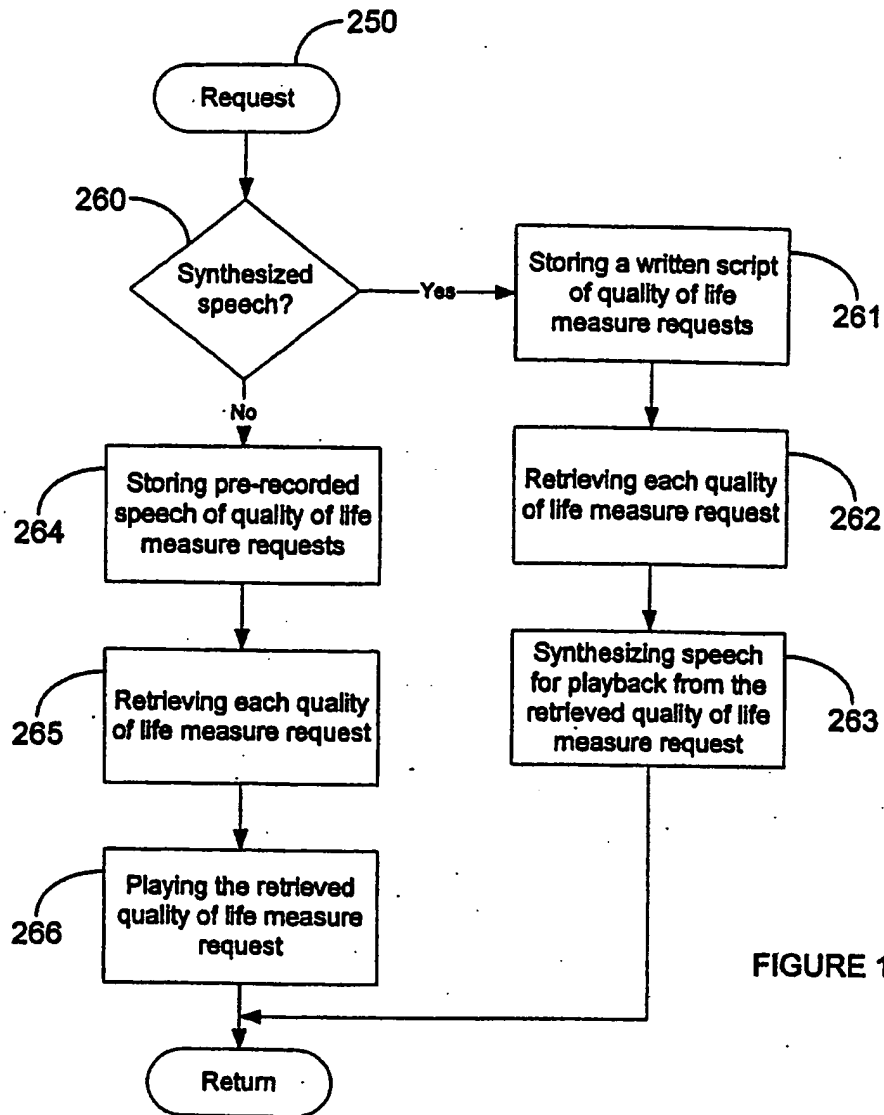 250
Request
260
Synthesized
speech?
Yes
Storing a written script
of quality of life
measure requests
261
No
Storing pre-recorded
speech of quality of life
measure requests
264
Retrieving each quality
of life measure request
262
Retrieving each quality
of life measure request
265
Synthesizing speech
for playback from the
retrieved quality of life
measure request
263
Playing the retrieved
quality of life measure
request
266
FIGURE 1
Return